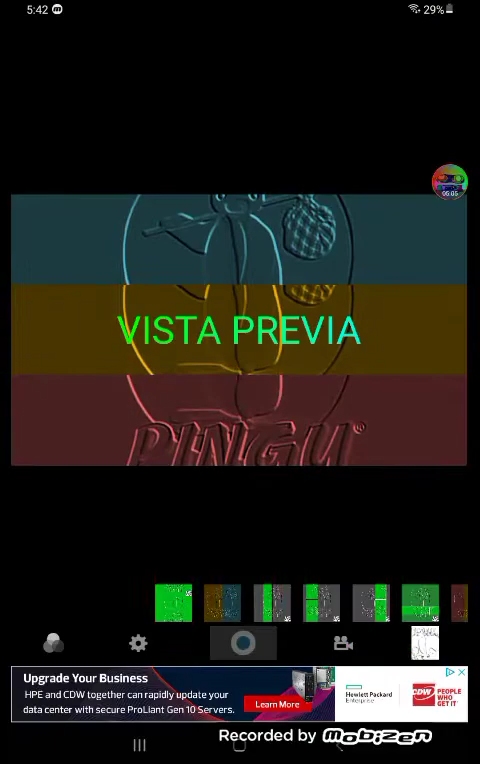 5:42
29%
05:05
VISTA PREVIA
PINGU®
Upgrade Your Business
HPE and CDW together can rapidly update your
data center with secure ProLiant Gen 10 Servers.
Learn More
Hewlett Packard
Enterprise
CDW
PEOPLE
WHO
GET IT
Recorded by mobizen